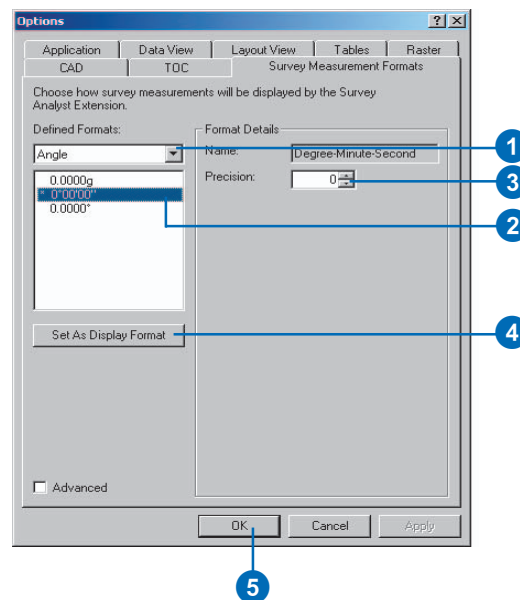 Options
Application Data View Layout View Tables Raster
CAD TOC Survey Measurement Formats
Choose how survey measurements will be displayed by the Survey
Analyst Extension.
Defined Formats:
Format Details
Angle
Name: Degree-Minute-Second
1
0.0000g
Precision: 0
3
* 0°00'00"
2
0.0000°
Set As Display Format
4
Advanced
OK Cancel Apply
5